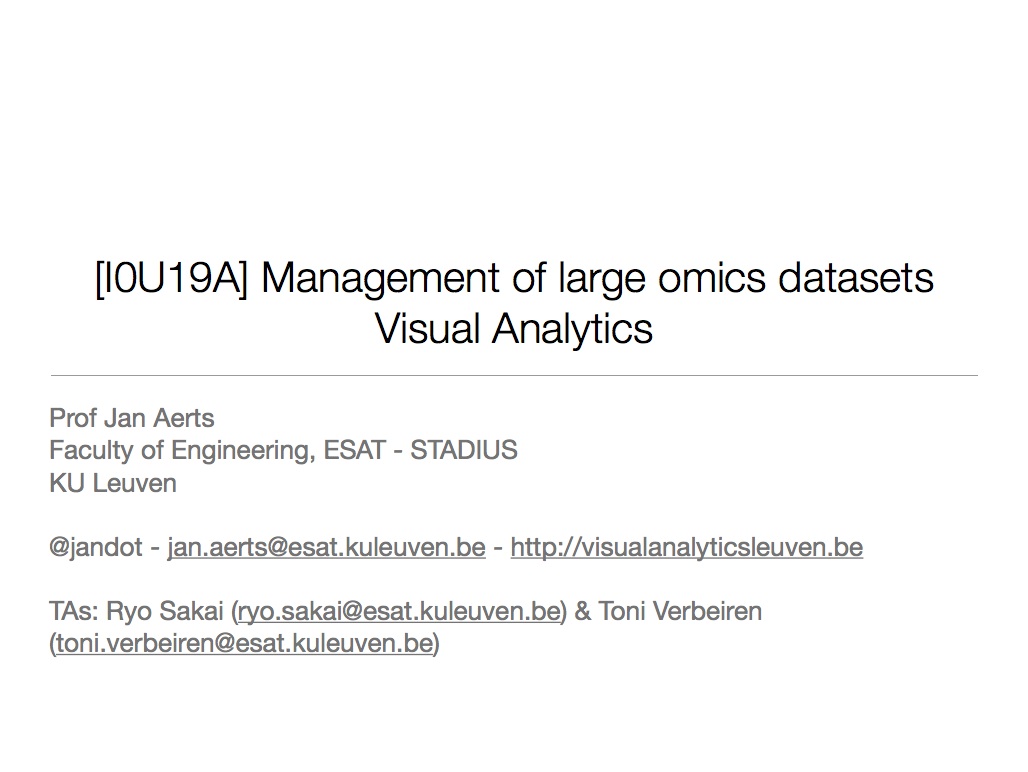 [I0U19A] Management of large omics datasets
Visual Analytics
Prof Jan Aerts
Faculty of Engineering, ESAT - STADIUS
KU Leuven
@jandot - jan.aerts@esat.kuleuven.be - http://visualanalyticsleuven.be
TAs: Ryo Sakai (ryo.sakai@esat.kuleuven.be) & Toni Verbeiren
(toni.verbeiren@esat.kuleuven.be)